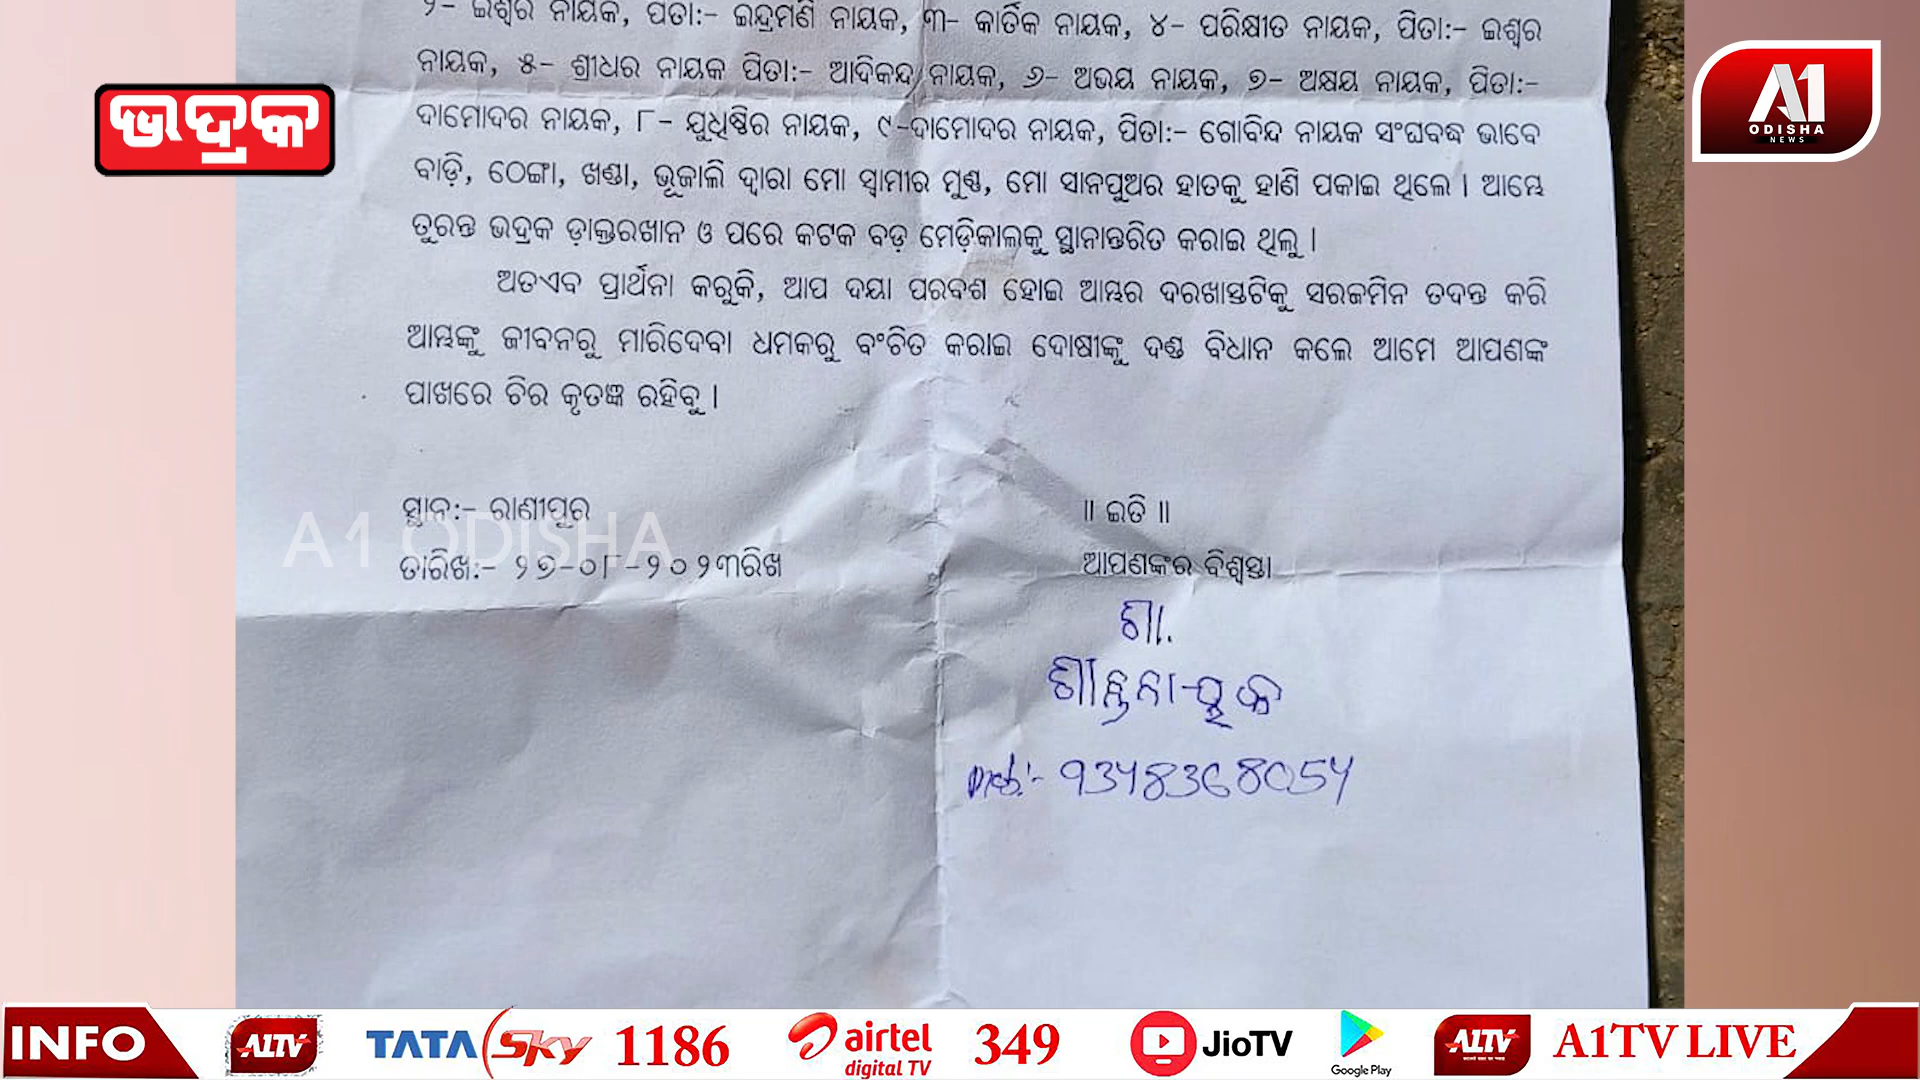 ୨- ଇଶ୍ୱର ନାୟକ, ପିତା:- ଇନ୍ଦ୍ରମଣି ନାୟକ, ୩- କାର୍ତିକ ନାୟକ, ୪- ପରିକ୍ଷୀତ ନାୟକ, ପିତା:- ଇଶ୍ୱର
ନାୟକ, ୫- ଶ୍ରୀଧର ନାୟକ ପିତା:- ଆଦିକନ୍ଦ ନାୟକ, ୬- ଅଭୟ ନାୟକ, ୭- ଅକ୍ଷୟ ନାୟକ, ପିତା:-
ଭଦ୍ରକ
A1
ODISHA
NEWS
ଦାମୋଦର ନାୟକ, ୮- ଯୁଧିଷ୍ଠିର ନାୟକ, ୯-ଦାମୋଦର ନାୟକ, ପିତା:- ଗୋବିନ୍ଦ ନାୟକ ସଂଘବଦ୍ଧ ଭାବେ
ବାଡ଼ି, ଠେଙ୍ଗା, ଖଣ୍ଡା, ଭୂଜାଲି ଦ୍ୱାରା ମୋ ସ୍ୱାମୀର ମୁଣ୍ଡ, ମୋ ସାନପୁଅର ହାତକୁ ହାଣି ପକାଇ ଥିଲେ । ଆମ୍ଭେ
ତୁରନ୍ତ ଭଦ୍ରକ ଡ଼ାକ୍ତରଖାନ ଓ ପରେ କଟକ ବଡ଼ ମେଡ଼ିକାଲକୁ ସ୍ଥାନାନ୍ତରିତ କରାଇ ଥିଲୁ ।
ଅତଏବ ପ୍ରାର୍ଥନା କରୁକି, ଆପ ଦୟା ପରବଶ ହୋଇ ଆମ୍ଭର ଦରଖାସ୍ତଟିକୁ ସରଜମିନ ତଦନ୍ତ କରି
ଆମ୍ଭଙ୍କୁ ଜୀବନରୁ ମାରିଦେବା ଧମକରୁ ବଂଚିତ କରାଇ ଦୋଷୀଙ୍କୁ ଦଣ୍ଡ ବିଧାନ କଲେ ଆମେ ଆପଣଙ୍କ
ପାଖରେ ଚିର କୃତଜ୍ଞ ରହିବୁ ।
ସ୍ଥାନ:- ରାଣୀପୁର
॥ ଇତି ॥
A1 ODISHA
ତାରିଖ:- ୨୭-୦୮-୨୦୨୩ରିଖ
ଆପଣଙ୍କର ବିଶ୍ୱସ୍ତା
ଶା.
:- 9348368054
INFO
A1TV
TATA Sky 1186
airtel digital TV 349
JioTV
Google Play
A1TV
A1TV LIVE